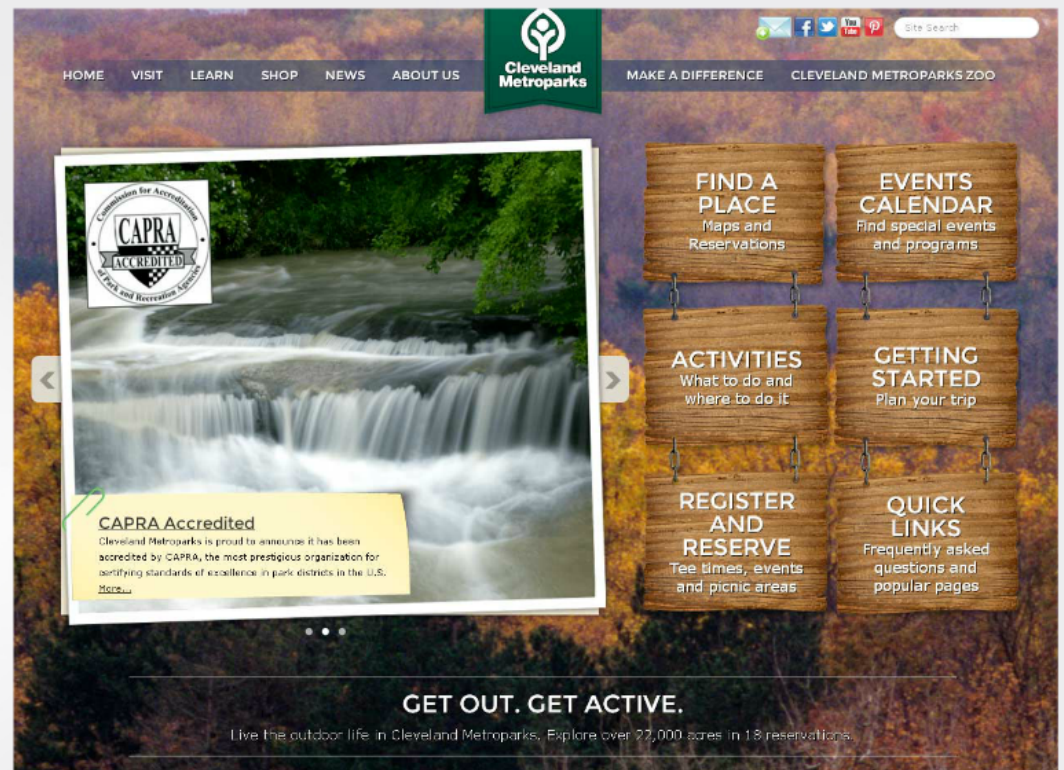 You
Tube
Site Search
HOME VISIT LEARN SHOP NEWS ABOUT US
Cleveland
Metroparks
MAKE A DIFFERENCE CLEVELAND METROPARKS ZOO
Commission for Accreditation
CAPRA
ACCREDITED
of Park and Recreation Agencies
CAPRA Accredited
Cleveland Metroparks is proud to announce it has been
accredited by CAPRA, the most prestigious organization for
certifying standards of excellence in park districts in the U.S.
More...
FIND A
PLACE
Maps and
Reservations
EVENTS
CALENDAR
Find special events
and programs
ACTIVITIES
What to do and
where to do it
GETTING
STARTED
Plan your trip
REGISTER
AND
RESERVE
Tee times, events
and picnic areas
QUICK
LINKS
Frequently asked
questions and
popular pages
GET OUT. GET ACTIVE.
Live the outdoor life in Cleveland Metroparks. Explore over 22,000 acres in 18 reservations.